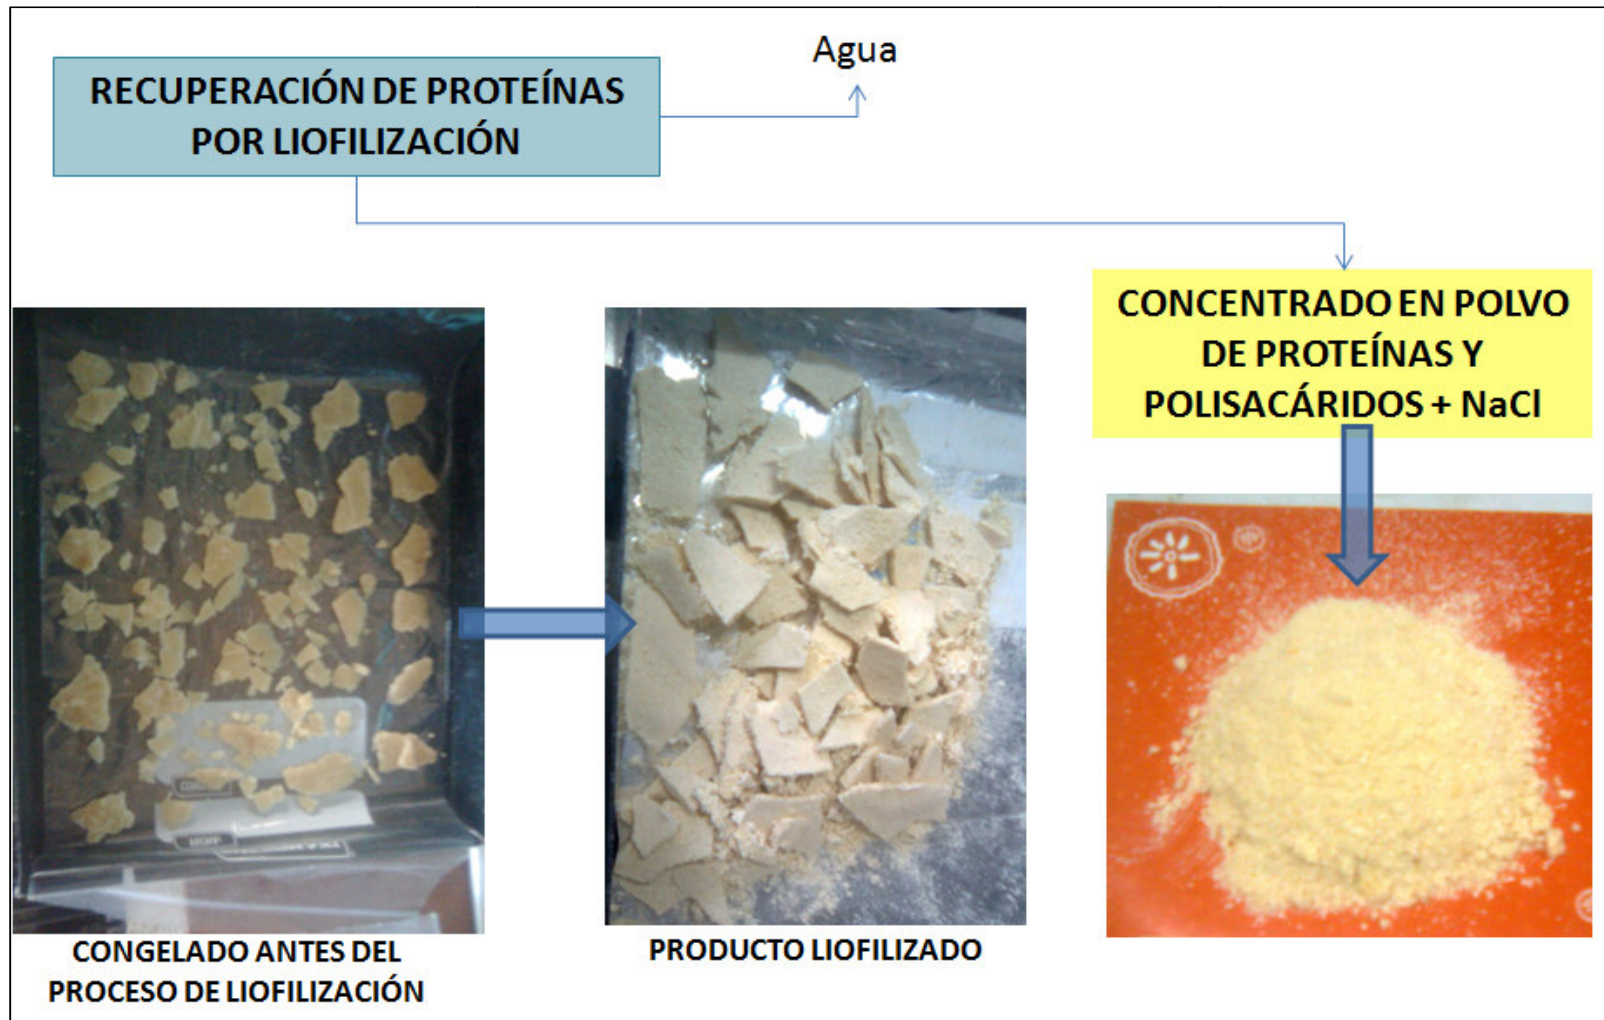 Agua
RECUPERACIÓN DE PROTEÍNAS
POR LIOFILIZACIÓN
CONCENTRADO EN POLVO
DE PROTEÍNAS Y
POLISACÁRIDOS + NaCl
CONGELADO ANTES DEL
PROCESO DE LIOFILIZACIÓN
PRODUCTO LIOFILIZADO